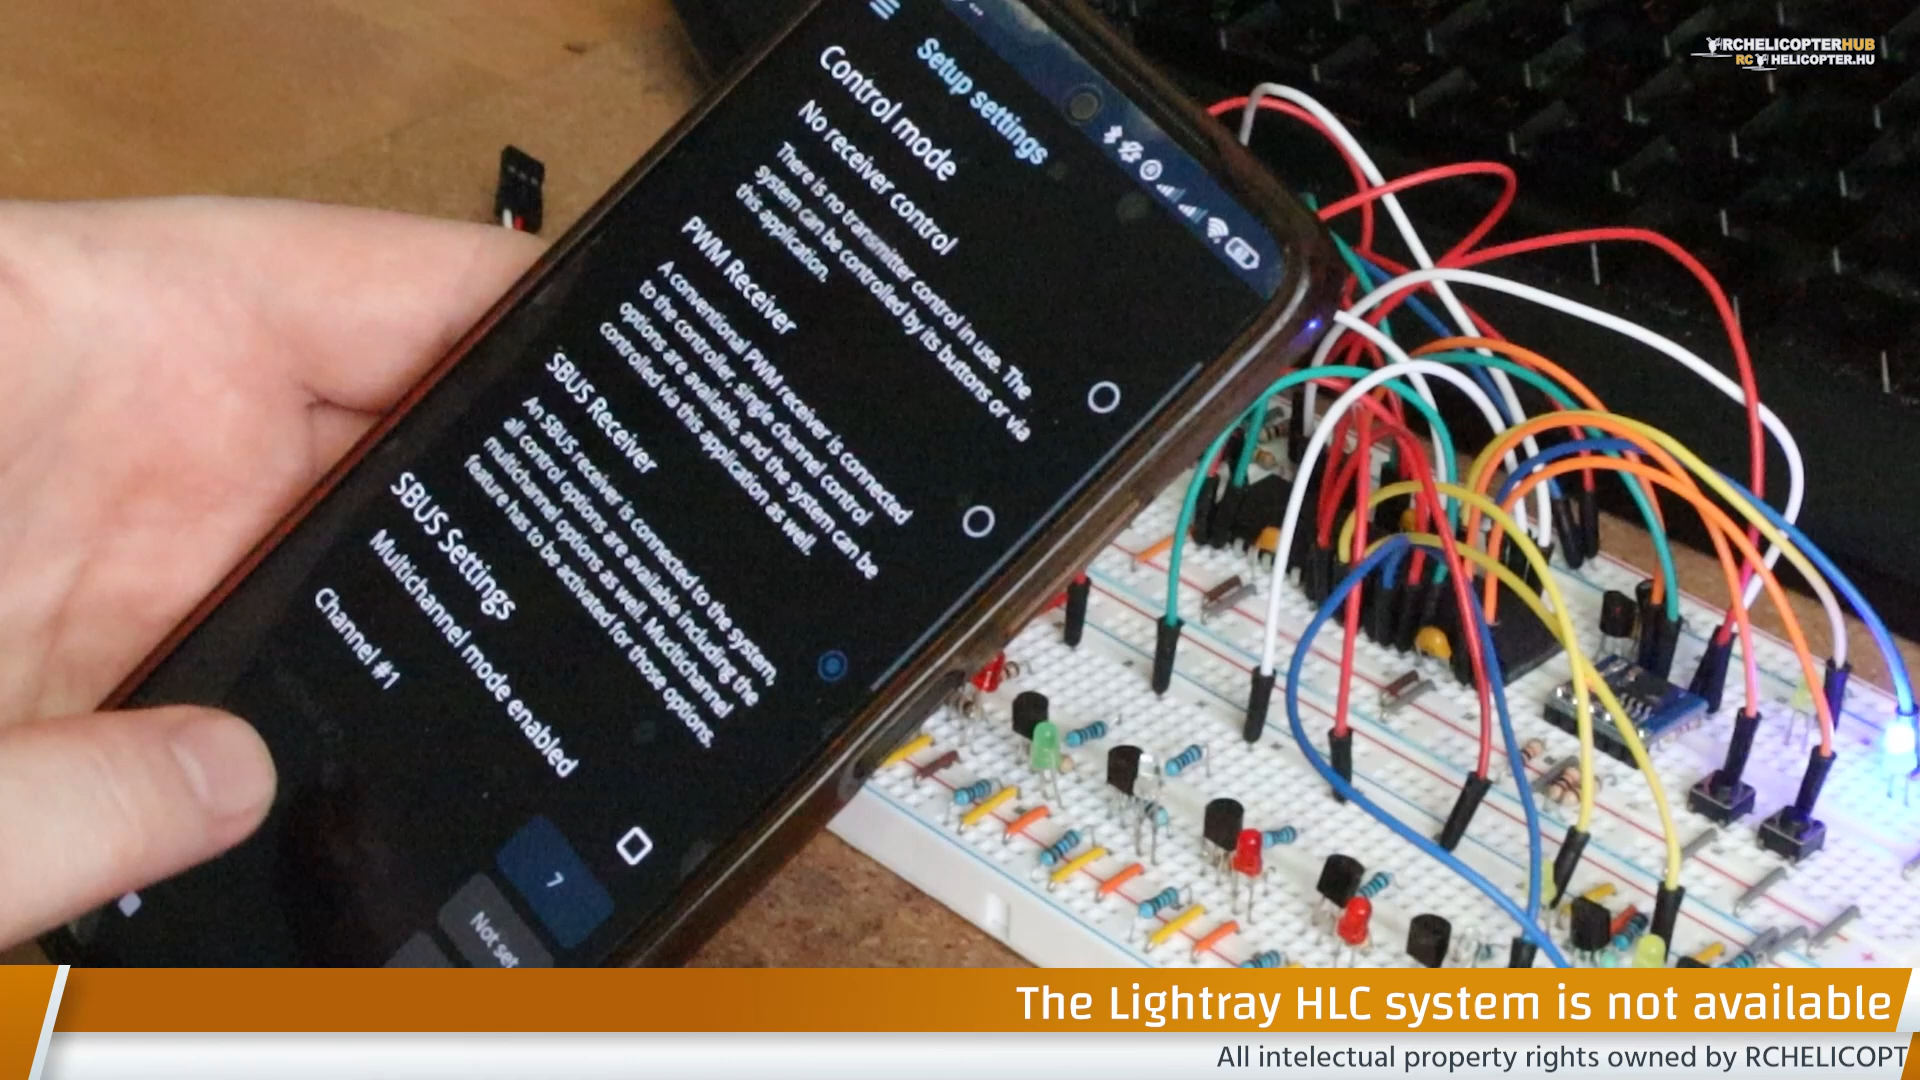 RCHELICOPTERHUB
RC HELICOPTER.HU
Setup settings
Control mode
No receiver control
There is no transmitter control in use. The
system can be controlled by its buttons or via
this application.
PWM Receiver
A conventional PWM receiver is connected
to the controller, single channel control
options are available, and the system can be
controlled via this application as well.
SBUS Receiver
An SBUS receiver is connected to the system,
all control options are available including the
multichannel options as well. Multichannel
feature has to be activated for those options.
SBUS Settings
Multichannel mode enabled
Channel #1
7
Not set
The Lightray HLC system is not available
All intelectual property rights owned by RCHELICOPT